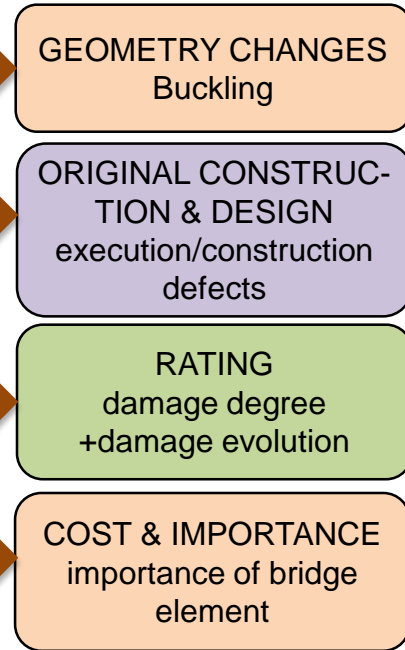 GEOMETRY CHANGES
Buckling
ORIGINAL CONSTRUC-
TION & DESIGN
execution/construction
defects
RATING
damage degree
+damage evolution
COST & IMPORTANCE
importance of bridge
element